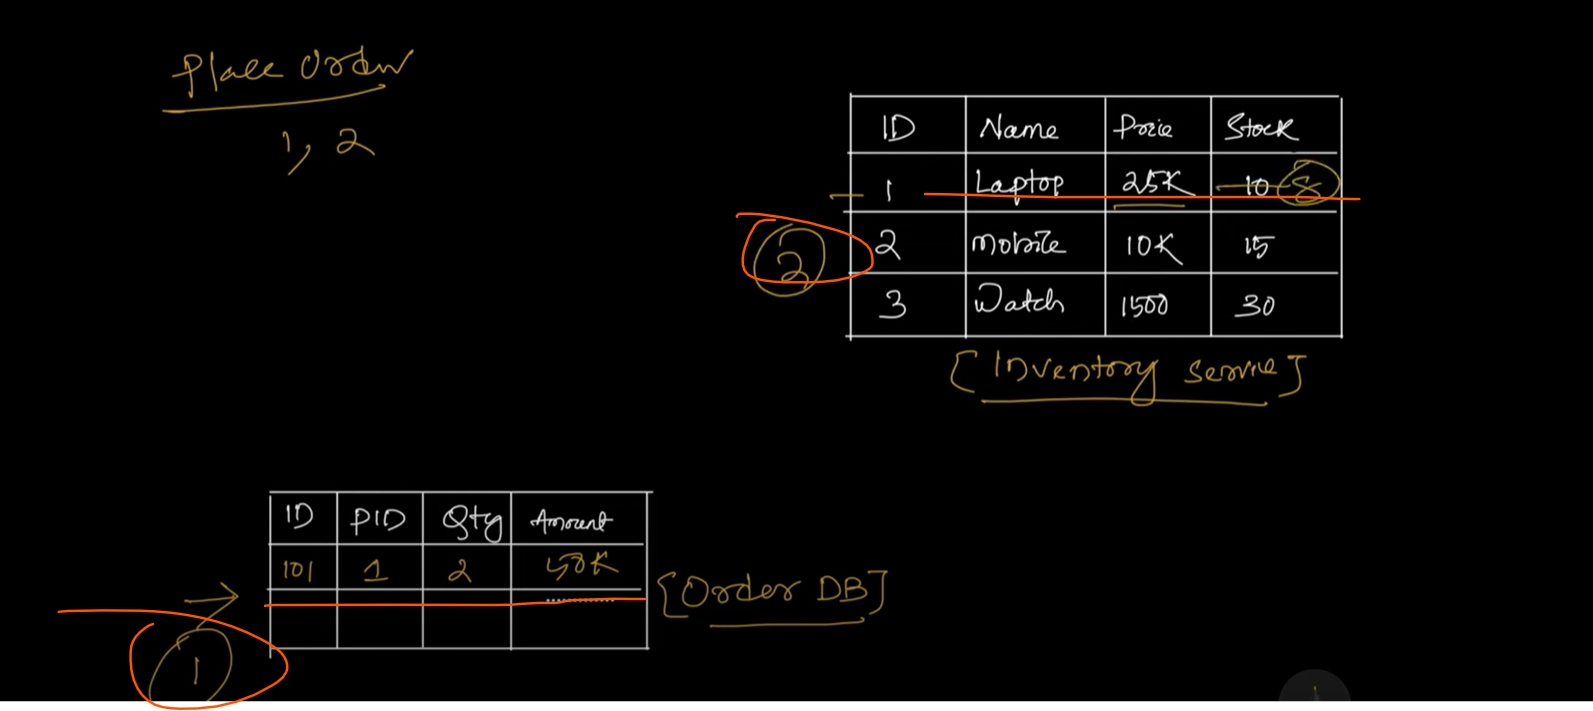 Place Order
1, 2
ID Name Price Stock
1 Laptop 25K 10 8
2 Mobile 10K 15
2
3 Watch 1500 30
[Inventory Service]
ID PID Qty Amount
101 1 2 50K
[Order DB]
1